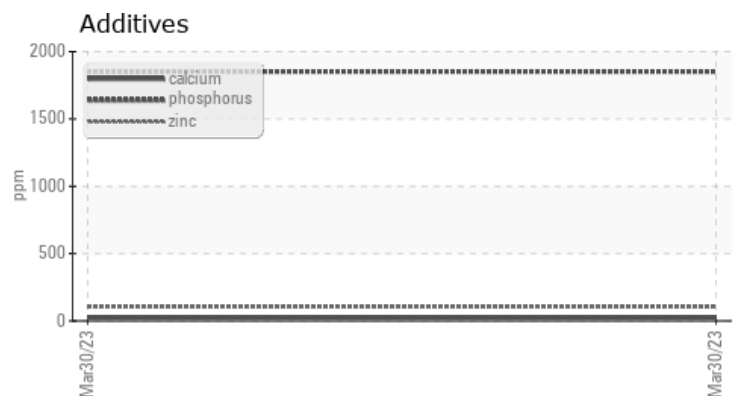 Additives
2000
calcium
phosphorus
zinc
1500
1000
500
0
ppm
Mar30/23
Mar30/23